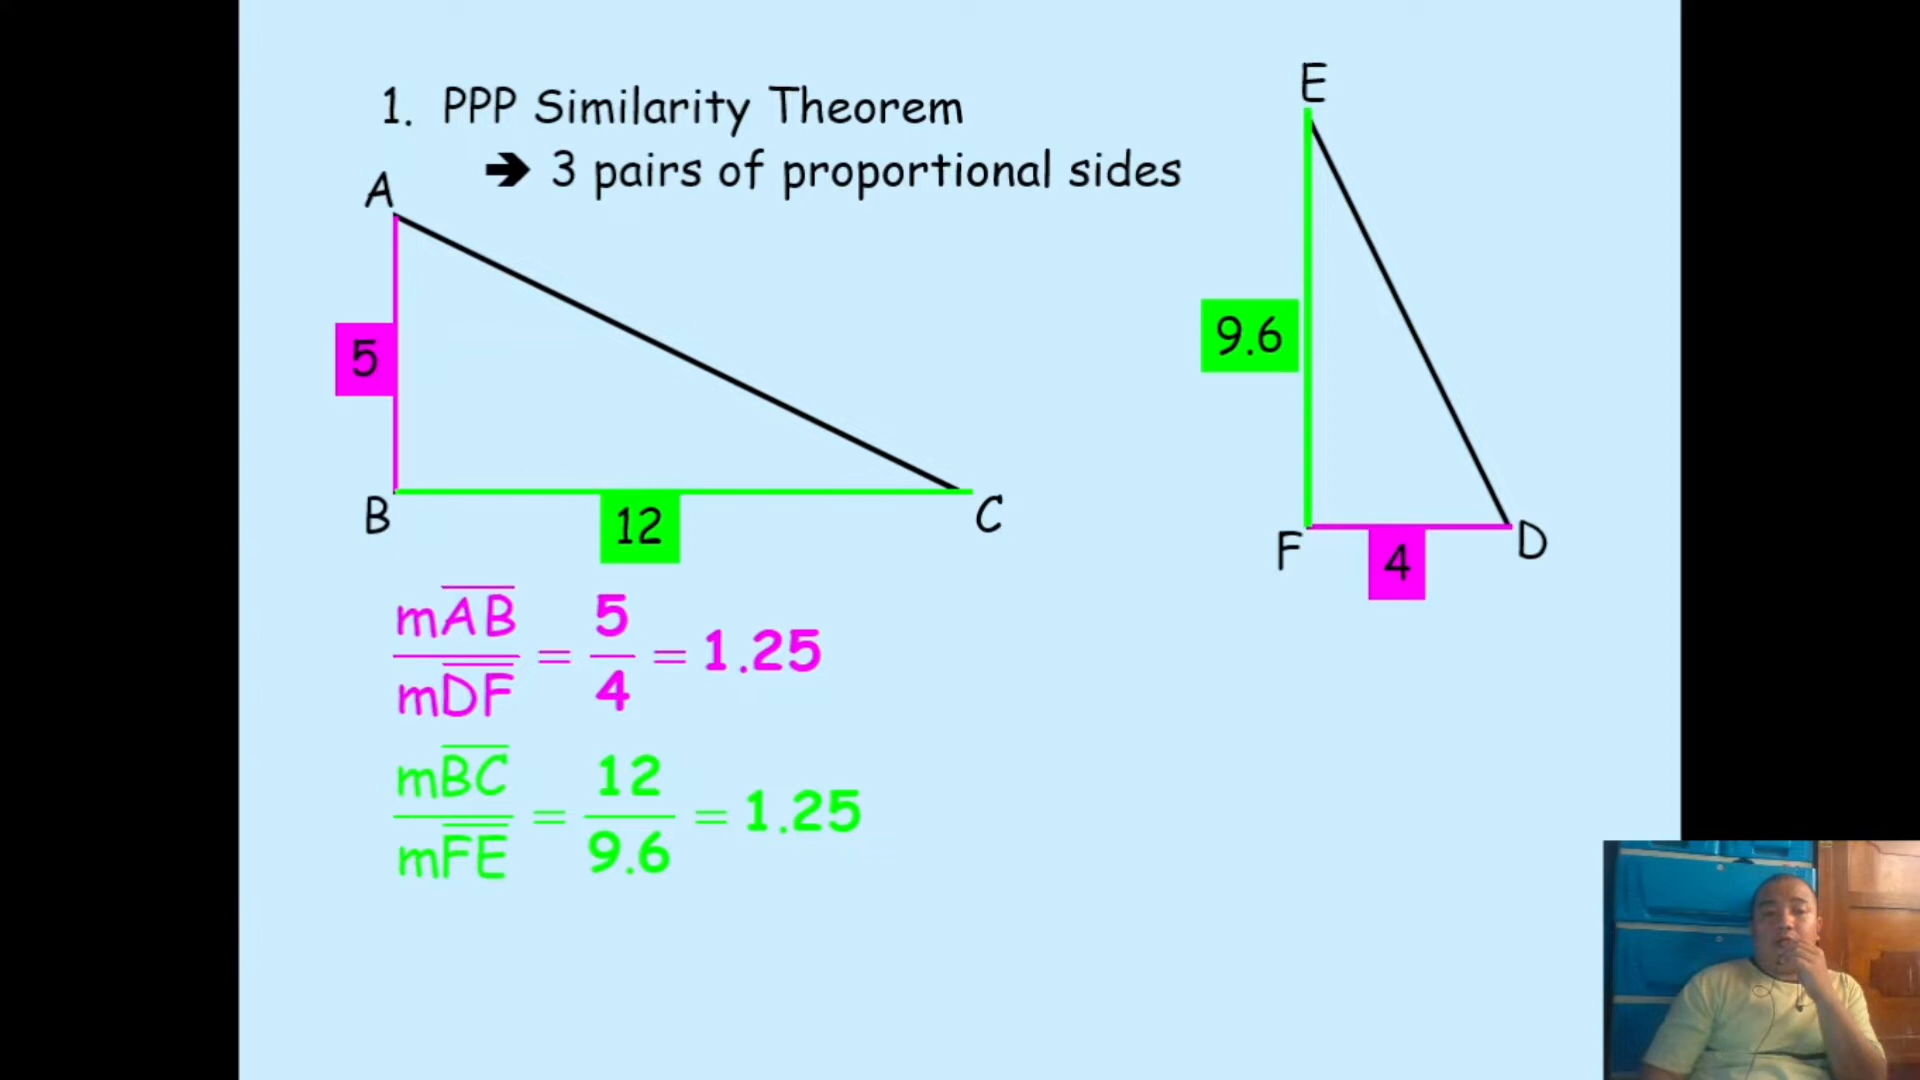 1. PPP Similarity Theorem
➔ 3 pairs of proportional sides
A
5
B
12
C
E
9.6
F
4
D
mAB/mDF = 5/4 = 1.25
mBC/mFE = 12/9.6 = 1.25